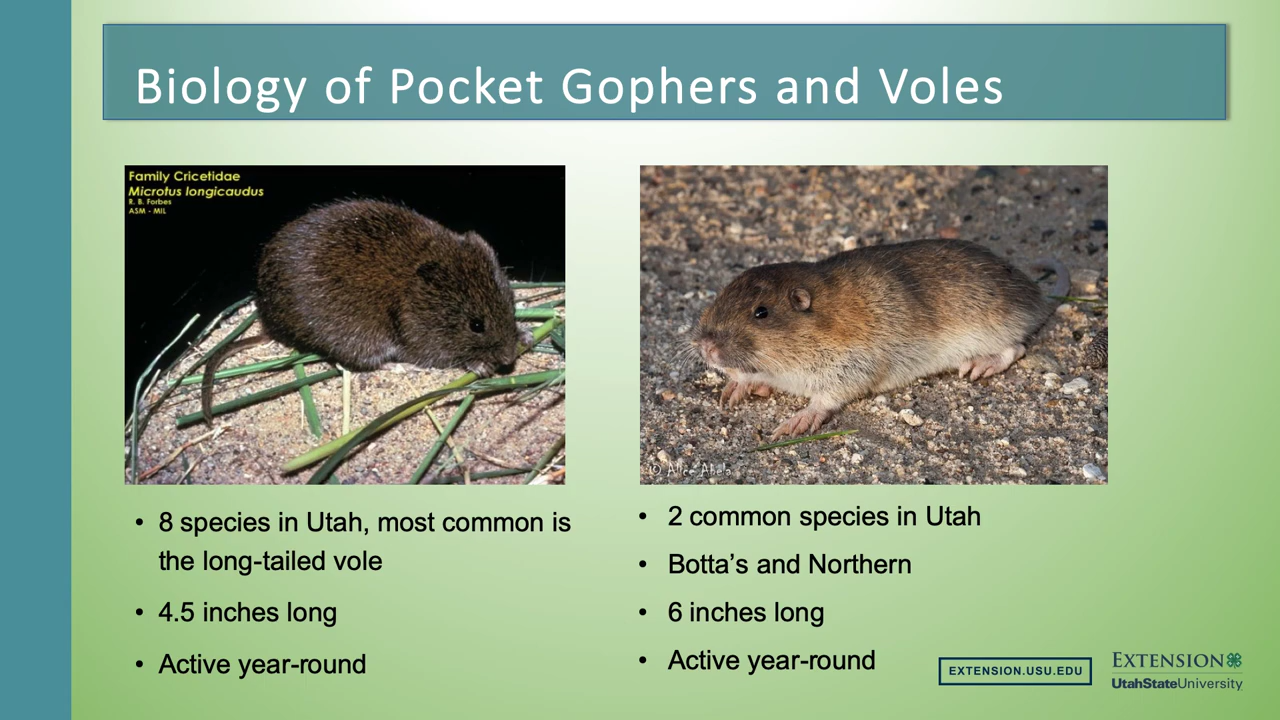 Biology of Pocket Gophers and Voles
Family Cricetidae
Microtus longicaudus
R. B. Forbes
ASM - MIL
• 8 species in Utah, most common is
the long-tailed vole
• 4.5 inches long
• Active year-round
© Alice Abela
• 2 common species in Utah
• Botta’s and Northern
• 6 inches long
• Active year-round
EXTENSION.USU.EDU
EXTENSION
UtahStateUniversity